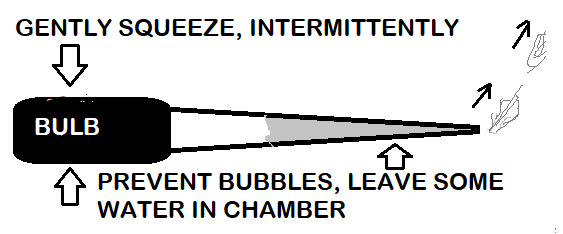 GENTLY SQUEEZE, INTERMITTENTLY
BULB
PREVENT BUBBLES, LEAVE SOME
WATER IN CHAMBER